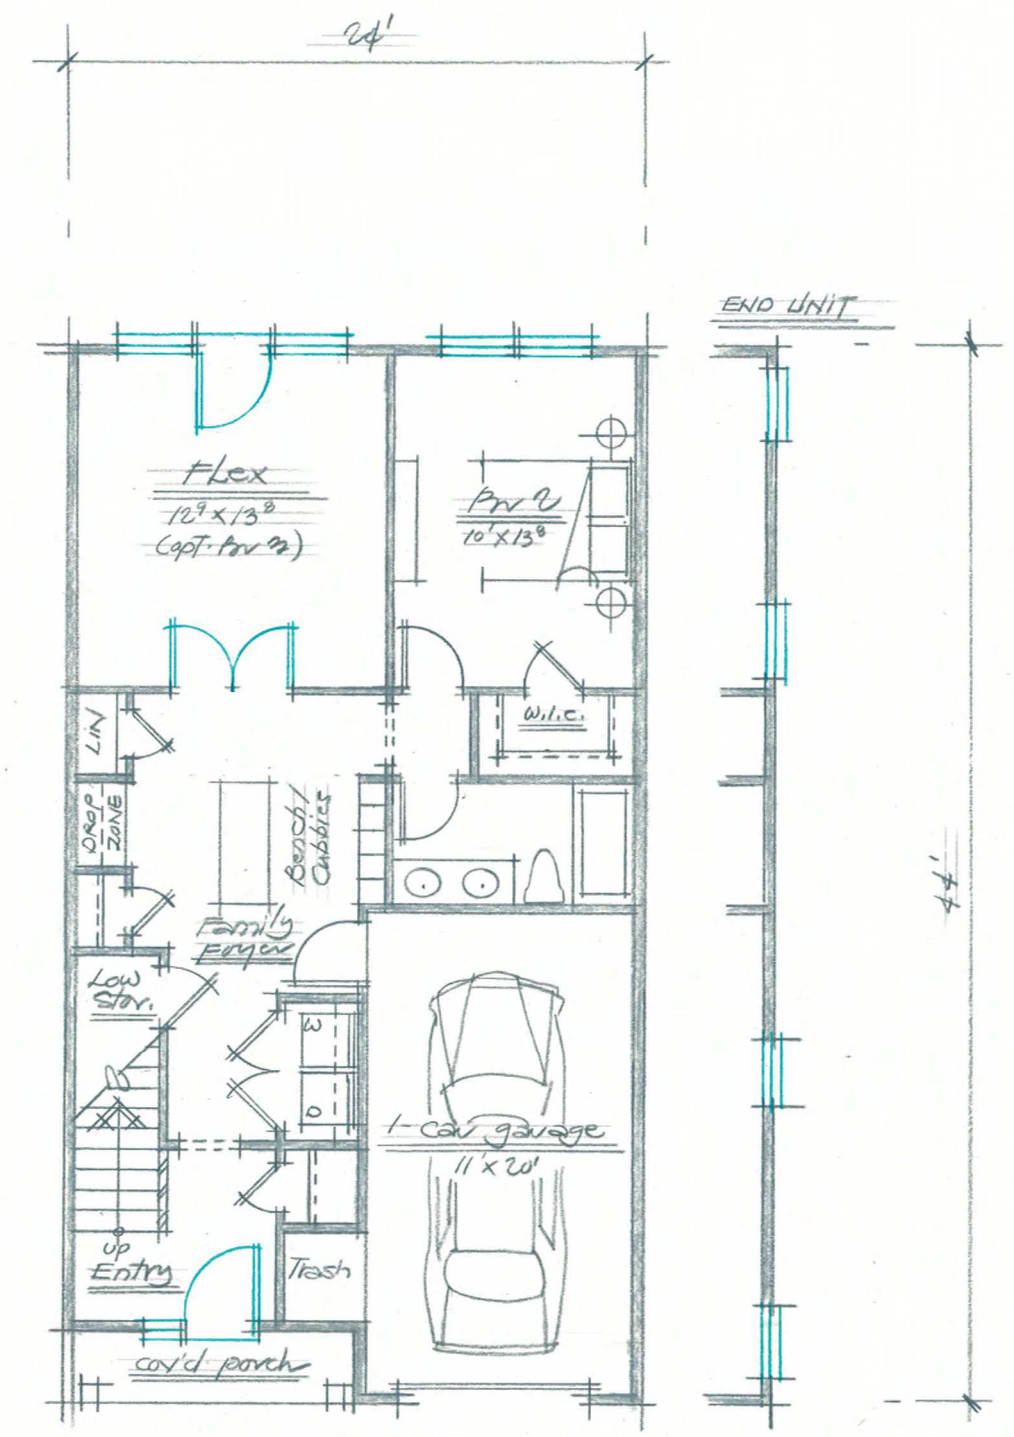 24'
END UNIT
FLex
12⁹ x 13⁸
(opt. Br 3)
Br 2
10' x 13⁸
LIN
W.I.C.
DROP
ZONE
Bench/
Cubbies
Family
Foyer
44'
Low
Stor.
W
D
1-car garage
11' x 20'
up
Entry
Trash
cov'd porch